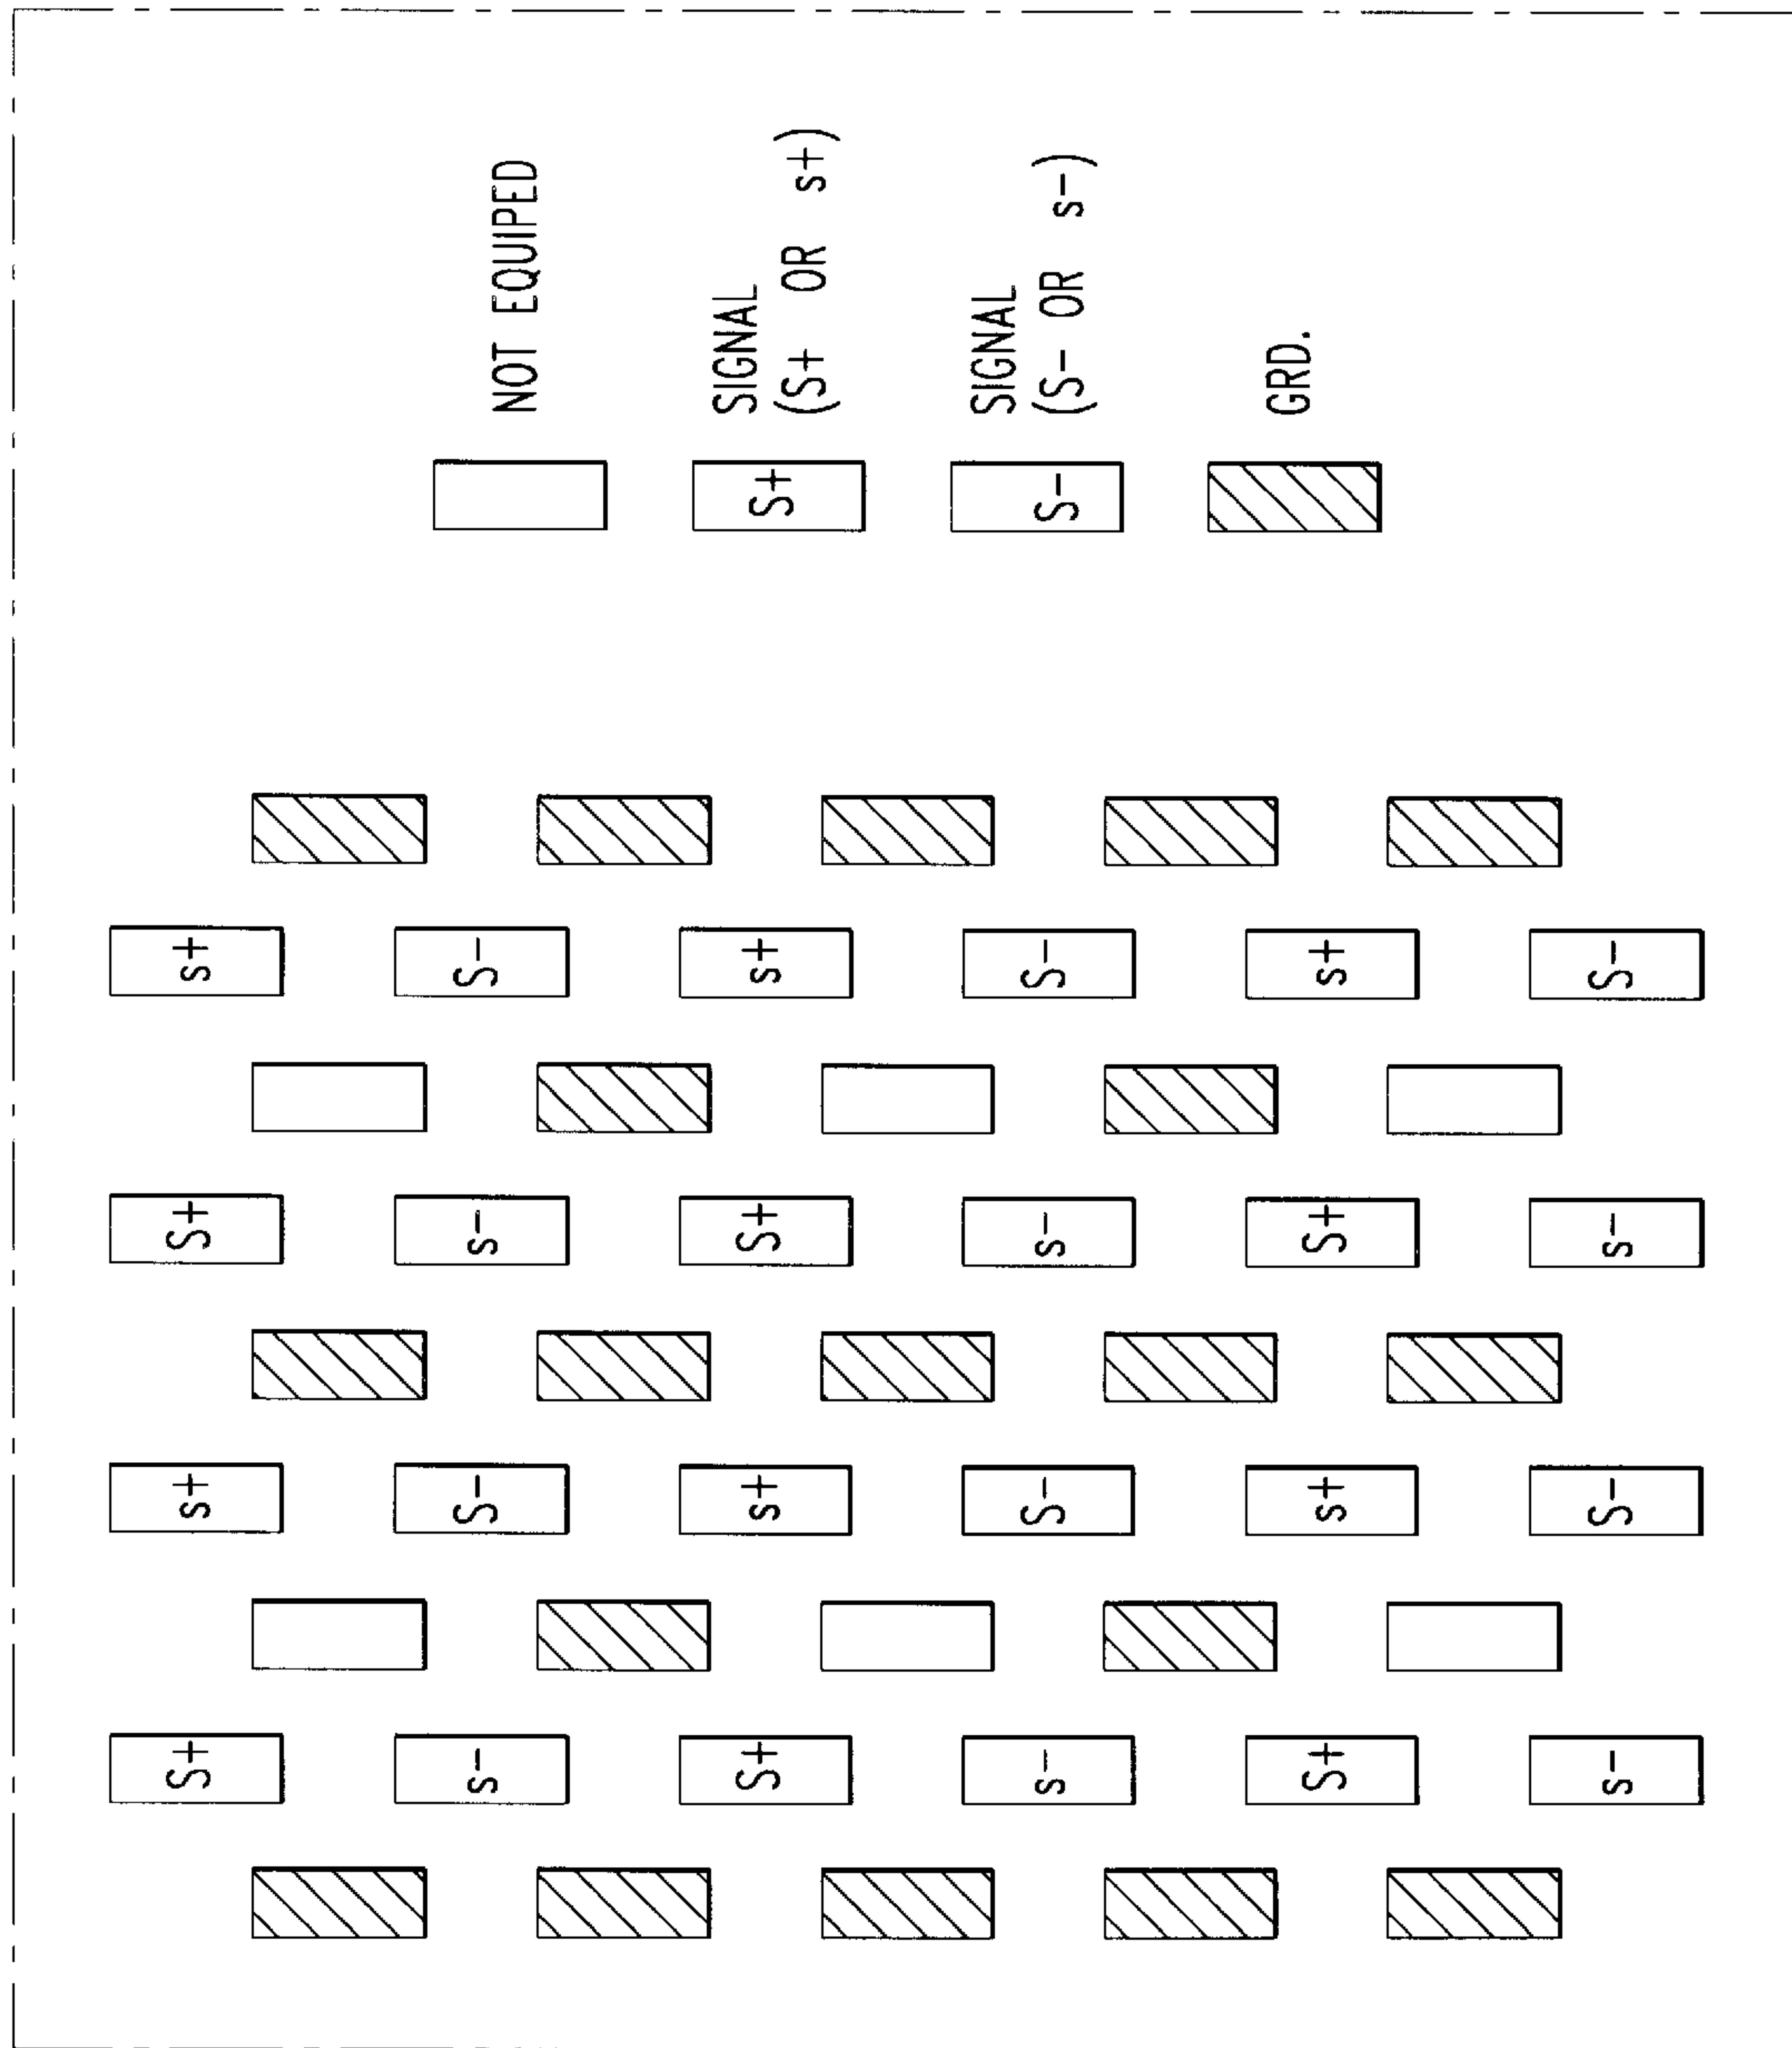 S+ s+ S+ s+
s- S- s- S-
S+ s+ S+ s+
s- S- s- S-
S+ s+ S+ s+
s- S- s- S-
NOT EQUIPED
S+
SIGNAL
(S+ OR s+)
S-
SIGNAL
(S- OR s-)
GRD.